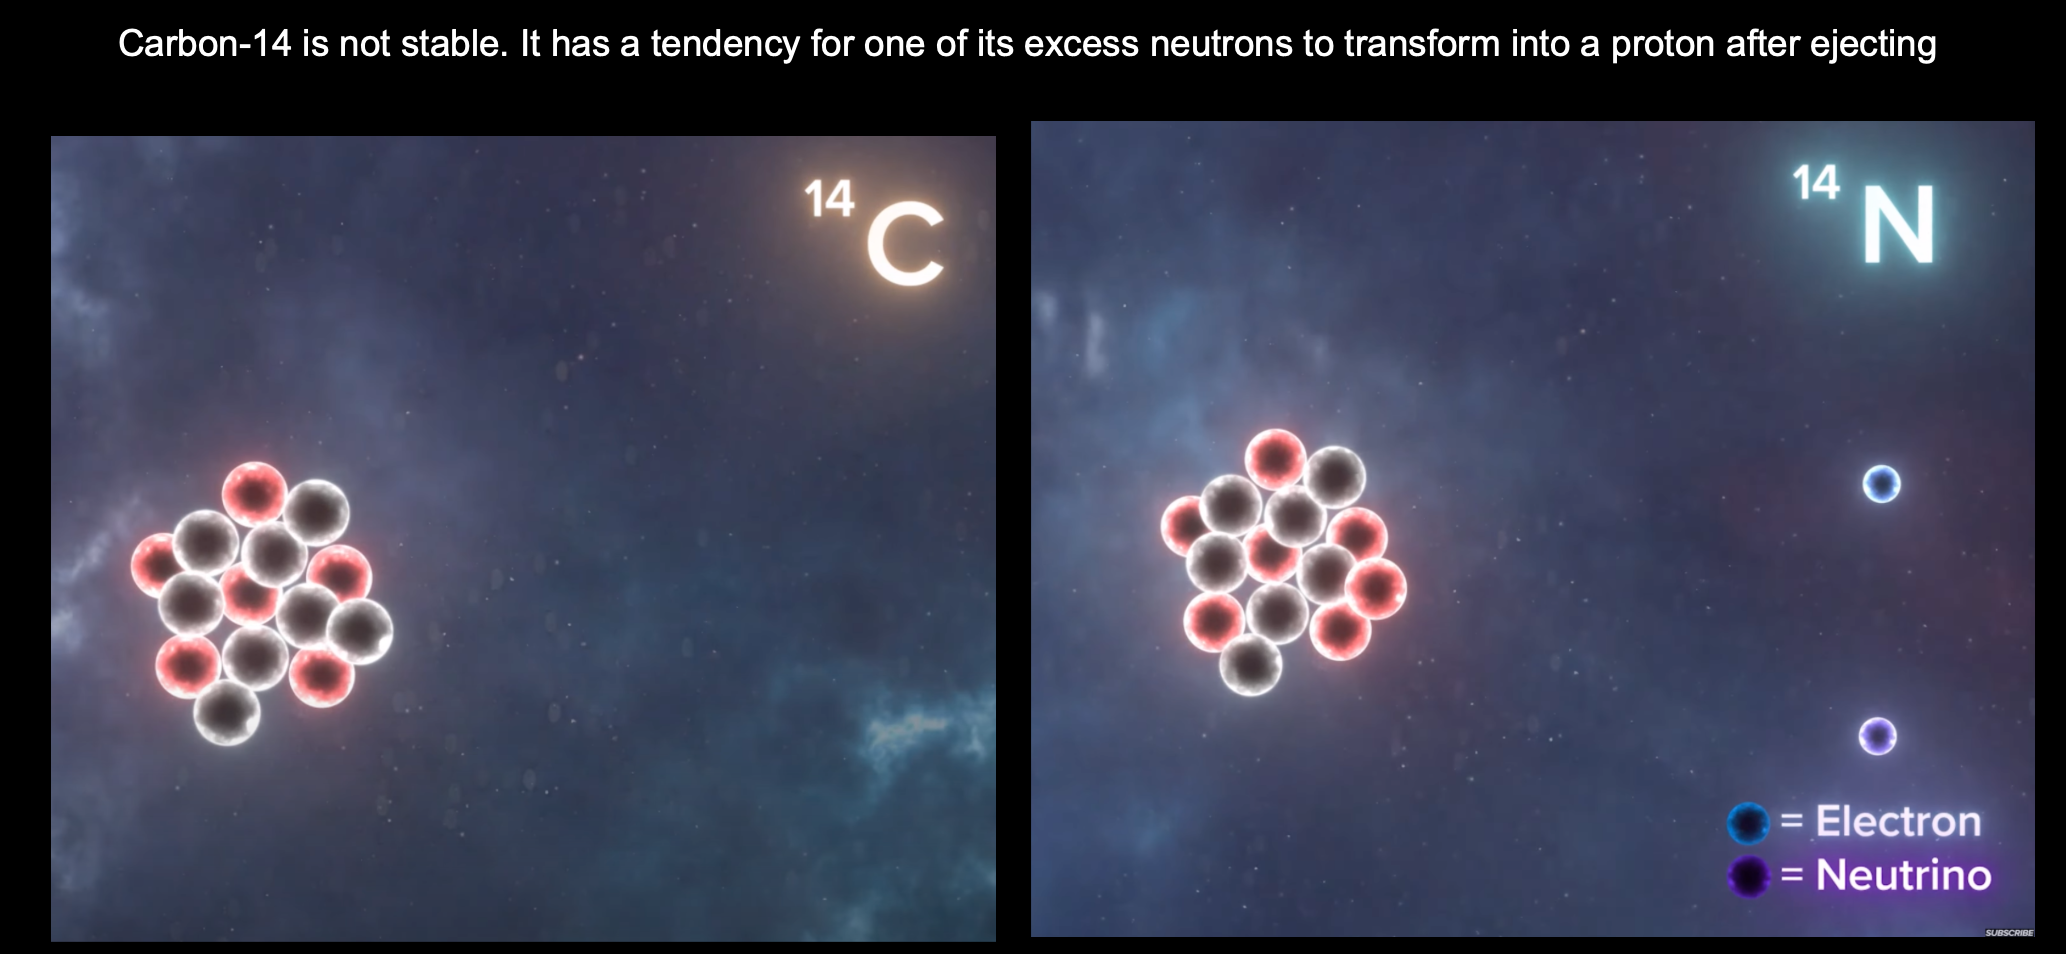 Carbon-14 is not stable. It has a tendency for one of its excess neutrons to transform into a proton after ejecting
14
C
14
N
= Electron
= Neutrino
SUBSCRIBE